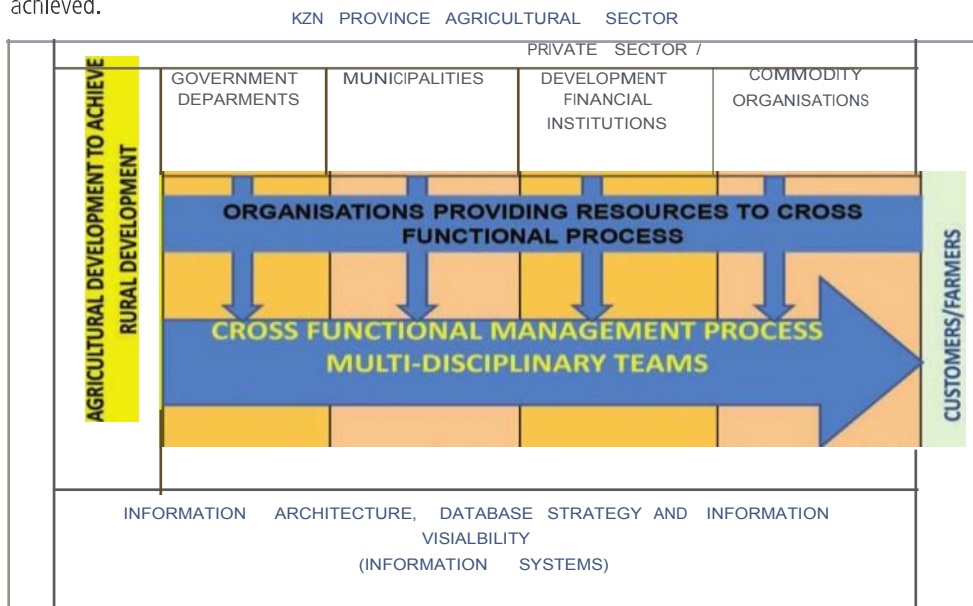 achieved.
KZN PROVINCE AGRICULTURAL SECTOR
AGRICULTURAL DEVELOPMENT TO ACHIEVE
RURAL DEVELOPMENT
GOVERNMENT
DEPARMENTS
MUNICIPALITIES
PRIVATE SECTOR /
DEVELOPMENT
FINANCIAL
INSTITUTIONS
COMMODITY
ORGANISATIONS
ORGANISATIONS PROVIDING RESOURCES TO CROSS
FUNCTIONAL PROCESS
CROSS FUNCTIONAL MANAGEMENT PROCESS
MULTI-DISCIPLINARY TEAMS
CUSTOMERS/FARMERS
INFORMATION ARCHITECTURE, DATABASE STRATEGY AND INFORMATION
VISIALBILITY
(INFORMATION SYSTEMS)